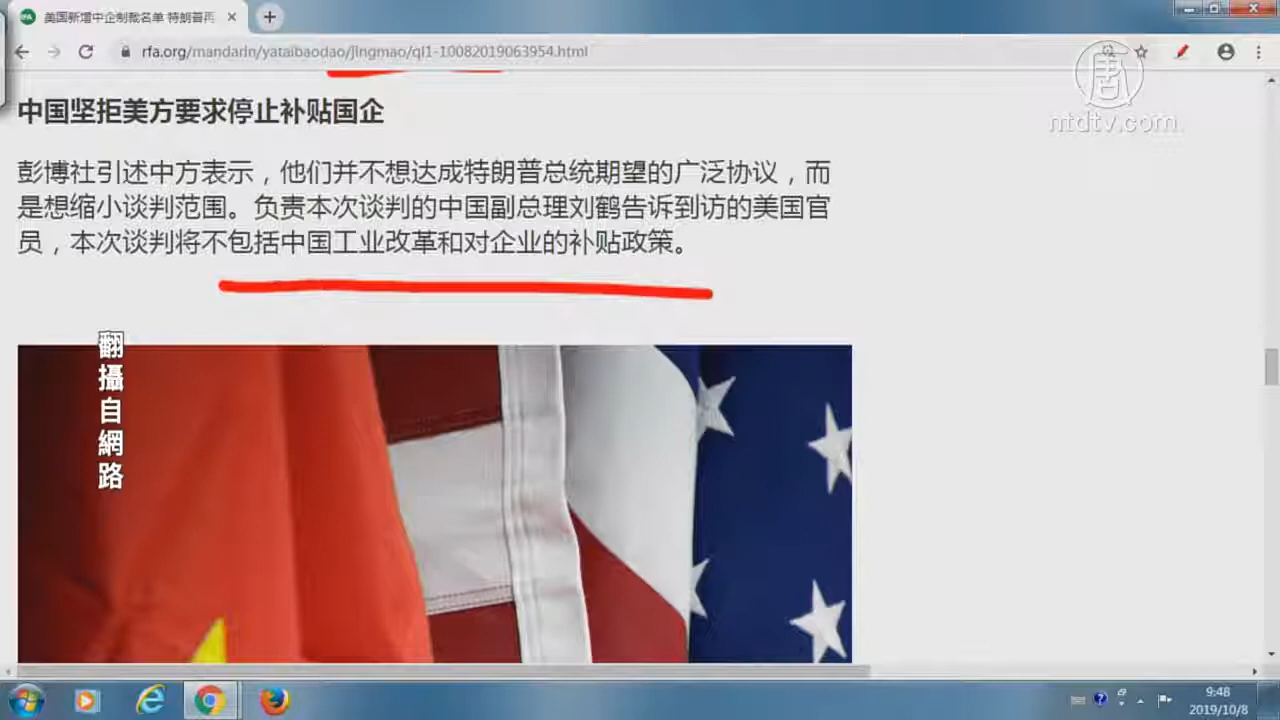 美国新增中企制裁名单 特朗普再
rfa.org/mandarin/yataibaodao/jingmao/ql1-10082019063954.html
唐
ntdtv.com
中国坚拒美方要求停止补贴国企
彭博社引述中方表示，他们并不想达成特朗普总统期望的广泛协议，而
是想缩小谈判范围。负责本次谈判的中国副总理刘鹤告诉到访的美国官
员，本次谈判将不包括中国工业改革和对企业的补贴政策。
翻攝自網路
9:48
2019/10/8